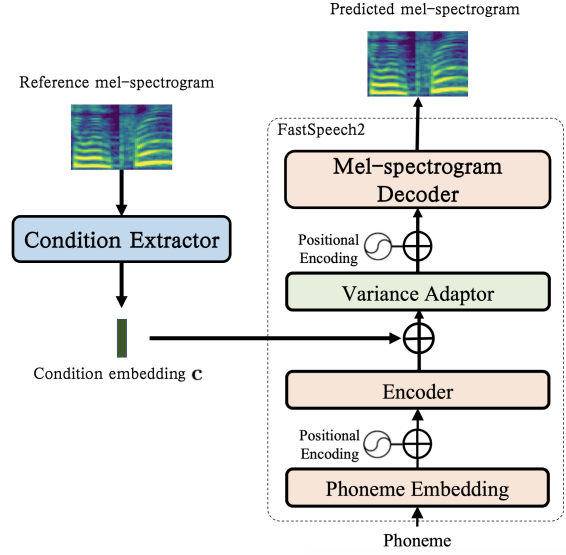 Predicted mel-spectrogram
Reference mel-spectrogram
FastSpeech2
Mel-spectrogram
Decoder
Condition Extractor
Positional
Encoding
Variance Adaptor
Condition embedding c
Encoder
Positional
Encoding
Phoneme Embedding
Phoneme